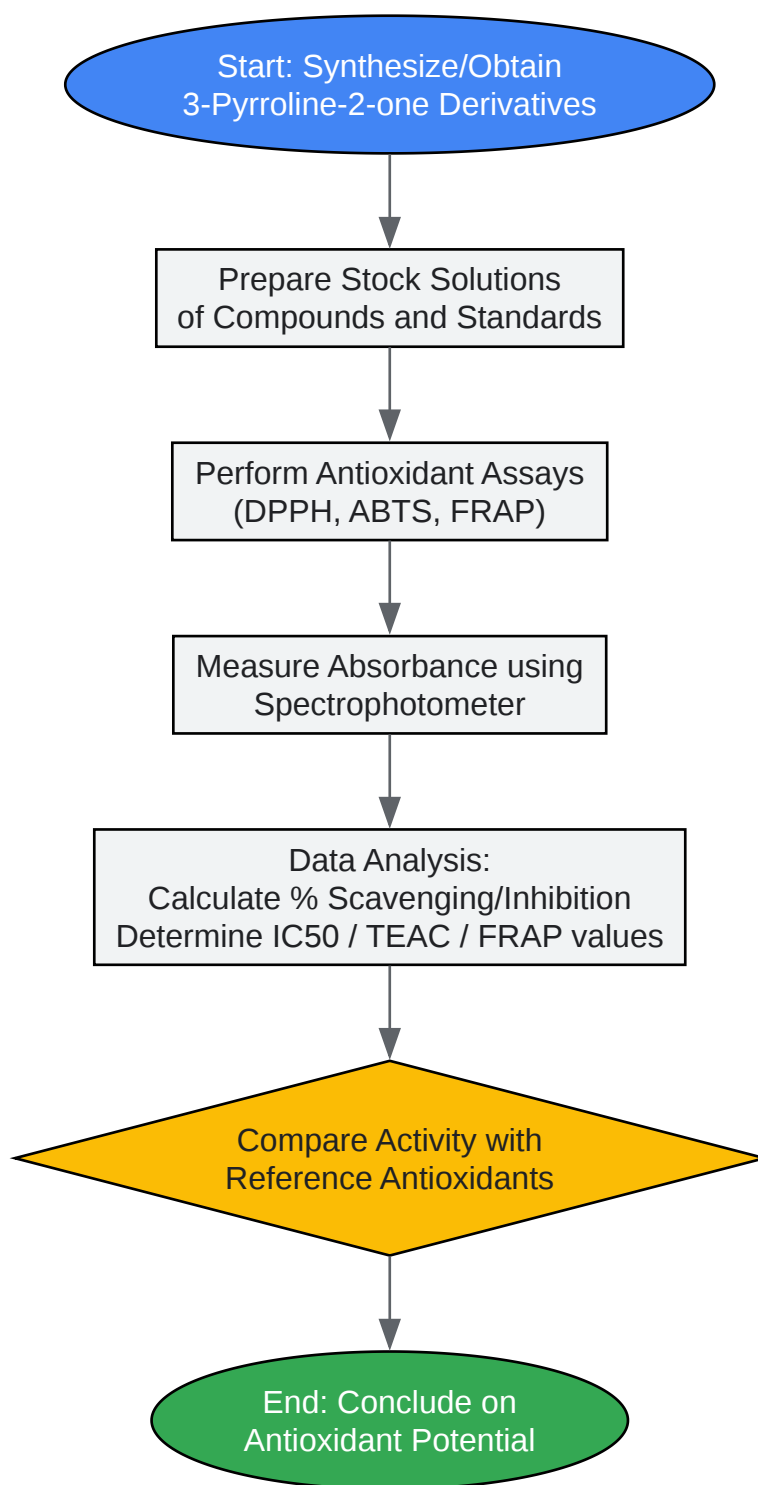 Start: Synthesize/Obtain
3-Pyrroline-2-one Derivatives
Prepare Stock Solutions
of Compounds and Standards
Perform Antioxidant Assays
(DPPH, ABTS, FRAP)
Measure Absorbance using
Spectrophotometer
Data Analysis:
Calculate % Scavenging/Inhibition
Determine IC50 / TEAC / FRAP values
Compare Activity with
Reference Antioxidants
End: Conclude on
Antioxidant Potential